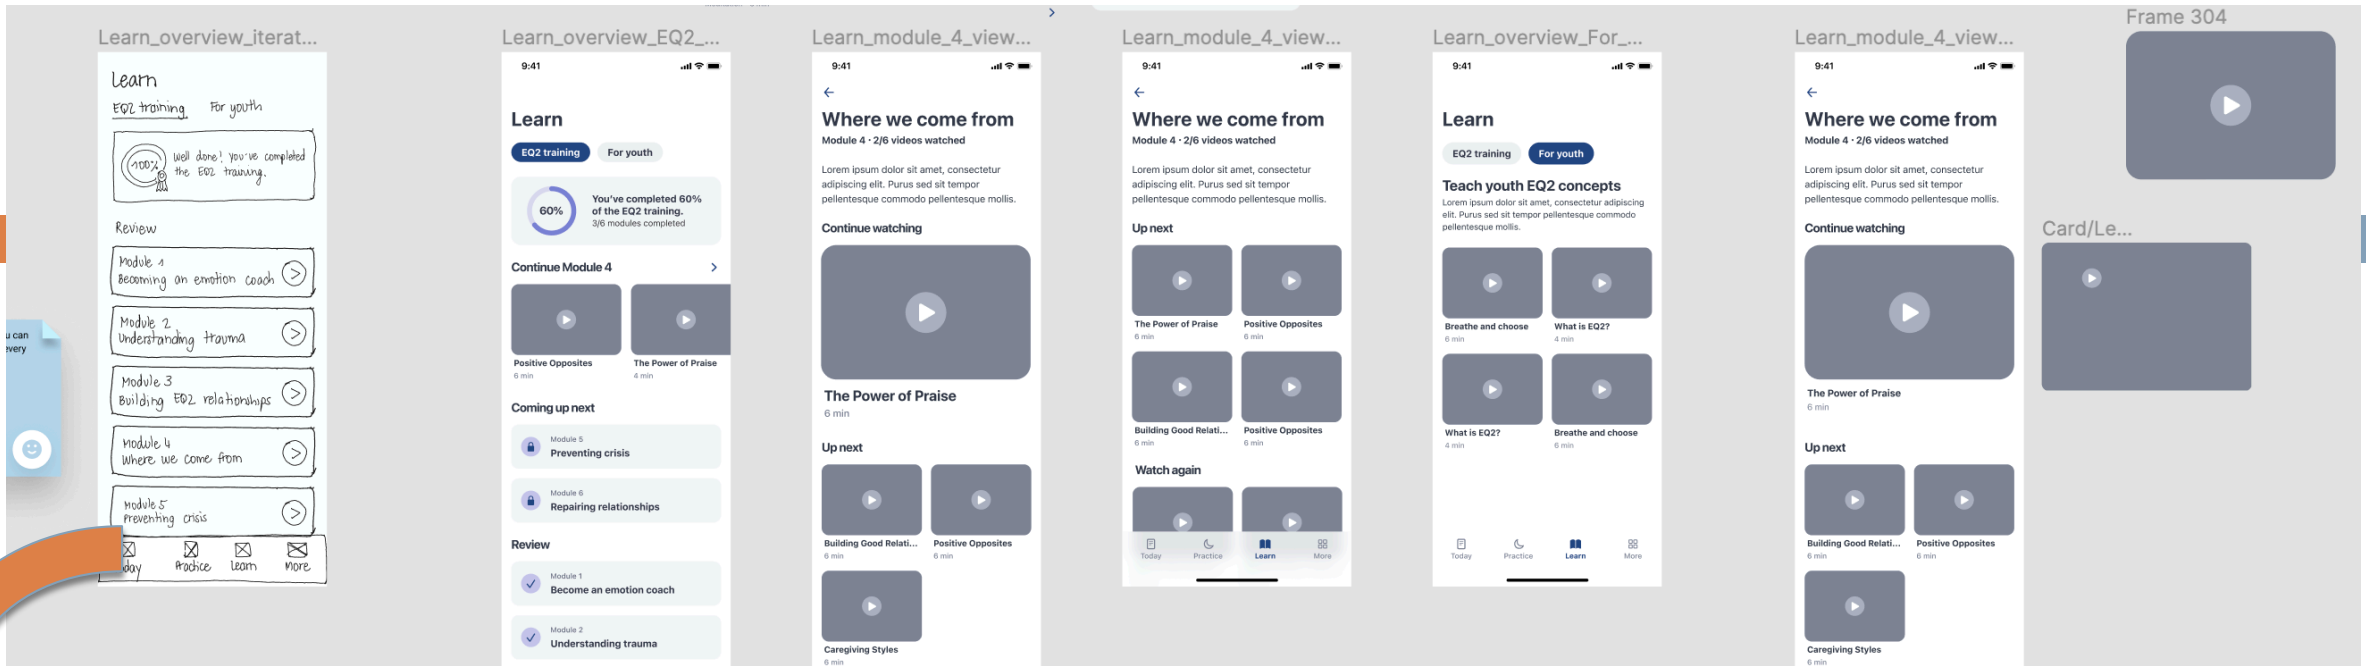 Learn_overview_iterat...
Learn
EQ2 training
For youth
100%
Well done! You've completed
the EQ2 training.
Review
Module 1
Becoming an emotion coach
Module 2
Understanding trauma
Module 3
Building EQ2 relationships
Module 4
Where we come from
Module 5
Preventing crisis
Practice
Learn
More
u can
every
Learn_overview_EQ2_...
9:41
Learn
EQ2 training
For youth
60%
You've completed 60%
of the EQ2 training.
3/6 modules completed
Continue Module 4
Positive Opposites
6 min
The Power of Praise
4 min
Coming up next
Module 5
Preventing crisis
Module 6
Repairing relationships
Review
Module 1
Become an emotion coach
Module 2
Understanding trauma
Learn_module_4_view...
9:41
Where we come from
Module 4 · 2/6 videos watched
Lorem ipsum dolor sit amet, consectetur
adipiscing elit. Purus sed sit tempor
pellentesque commodo pellentesque mollis.
Continue watching
The Power of Praise
6 min
Up next
Building Good Relati...
6 min
Positive Opposites
6 min
Caregiving Styles
6 min
Learn_module_4_view...
9:41
Where we come from
Module 4 · 2/6 videos watched
Lorem ipsum dolor sit amet, consectetur
adipiscing elit. Purus sed sit tempor
pellentesque commodo pellentesque mollis.
Up next
The Power of Praise
6 min
Positive Opposites
6 min
Building Good Relati...
6 min
Positive Opposites
6 min
Watch again
Today
Practice
Learn
More
Learn_overview_For_...
9:41
Learn
EQ2 training
For youth
Teach youth EQ2 concepts
Lorem ipsum dolor sit amet, consectetur adipiscing
elit. Purus sed sit tempor pellentesque commodo
pellentesque mollis.
Breathe and choose
6 min
What is EQ2?
4 min
What is EQ2?
4 min
Breathe and choose
6 min
Today
Practice
Learn
More
Learn_module_4_view...
9:41
Where we come from
Module 4 · 2/6 videos watched
Lorem ipsum dolor sit amet, consectetur
adipiscing elit. Purus sed sit tempor
pellentesque commodo pellentesque mollis.
Continue watching
The Power of Praise
6 min
Up next
Building Good Relati...
6 min
Positive Opposites
6 min
Caregiving Styles
6 min
Frame 304
Card/Le...